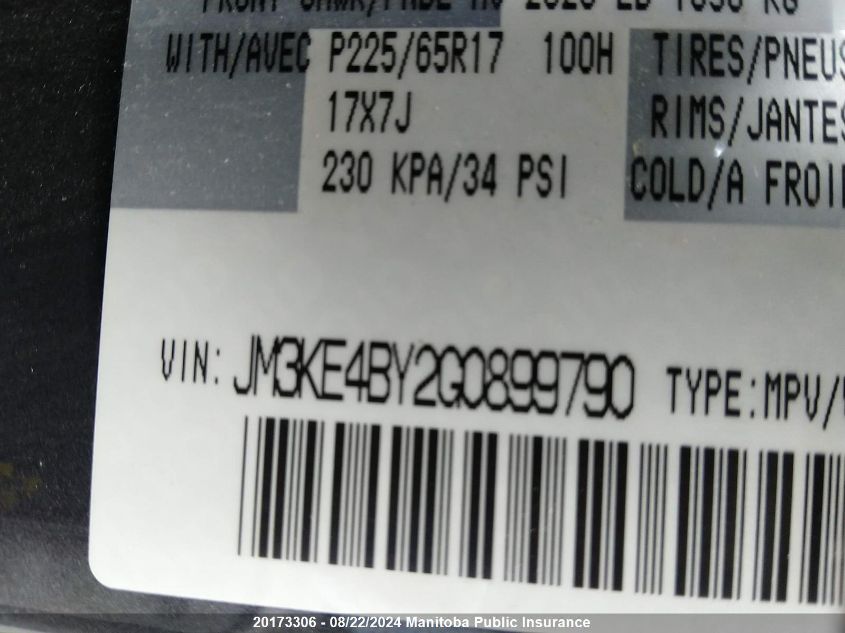 WITH/AVEC P225/65R17 100H TIRES/PNEUS
17X7J RIMS/JANTES
230 KPA/34 PSI COLD/A FROID
VIN: JM3KE4BY2G0899790 TYPE:MPV/
20173306 - 08/22/2024 Manitoba Public Insurance